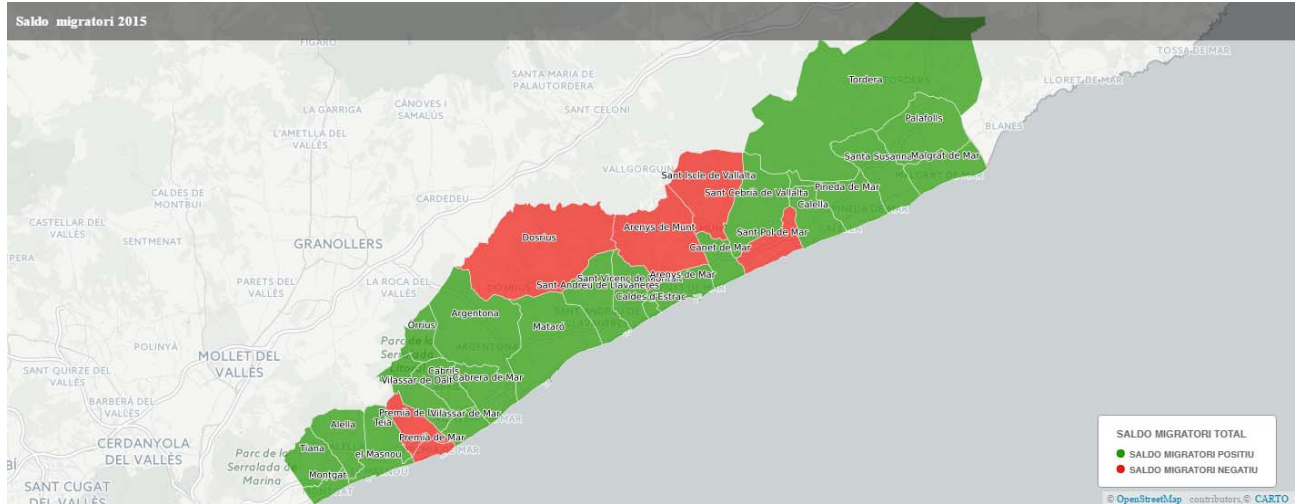 Saldo migratori 2015
FÍGARÓ
TOSSA DE MAR
SANTA MARIA DE
PALAUTORDERA
Tordera
LLORET DE MAR
LA GARRIGA
CÀNOVES I
SAMALÚS
SANT CELONI
Palafolls
BLANES
L'AMETLLA DEL
VALLÈS
Santa Susanna
Malgrat de Mar
VALLGORGUINA
Sant Iscle de Vallalta
CALDES DE
MONTBUI
CARDEDEU
Sant Cebrià de Vallalta
Pineda de Mar
Calella
CASTELLAR DEL
VALLÈS
SENTMENAT
GRANOLLERS
Dosrius
Arenys de Munt
Sant Pol de Mar
Canet de Mar
PERA
PARETS DEL
VALLÈS
LA ROCA DEL
VALLÈS
Arenys de Mar
Sant Andreu de Llavaneres
Caldes d'Estrac
Argentona
Mataró
Òrrius
POLINYÀ
MOLLET DEL
VALLÈS
SANT QUIRZE DEL
VALLÈS
Cabrils
Vilassar de Dalt
Cabrera de Mar
BARBERÀ DEL
VALLÈS
Vilassar de Mar
Alella
Teià
Premià de Mar
CERDANYOLA
DEL VALLÈS
Tiana
el Masnou
Parc de la
Serralada de
Marina
Montgat
SANT CUGAT
DEL VALLÈS
SALDO MIGRATORI TOTAL
SALDO MIGRATORI POSITIU
SALDO MIGRATORI NEGATIU
© OpenStreetMap contributors, © CARTO